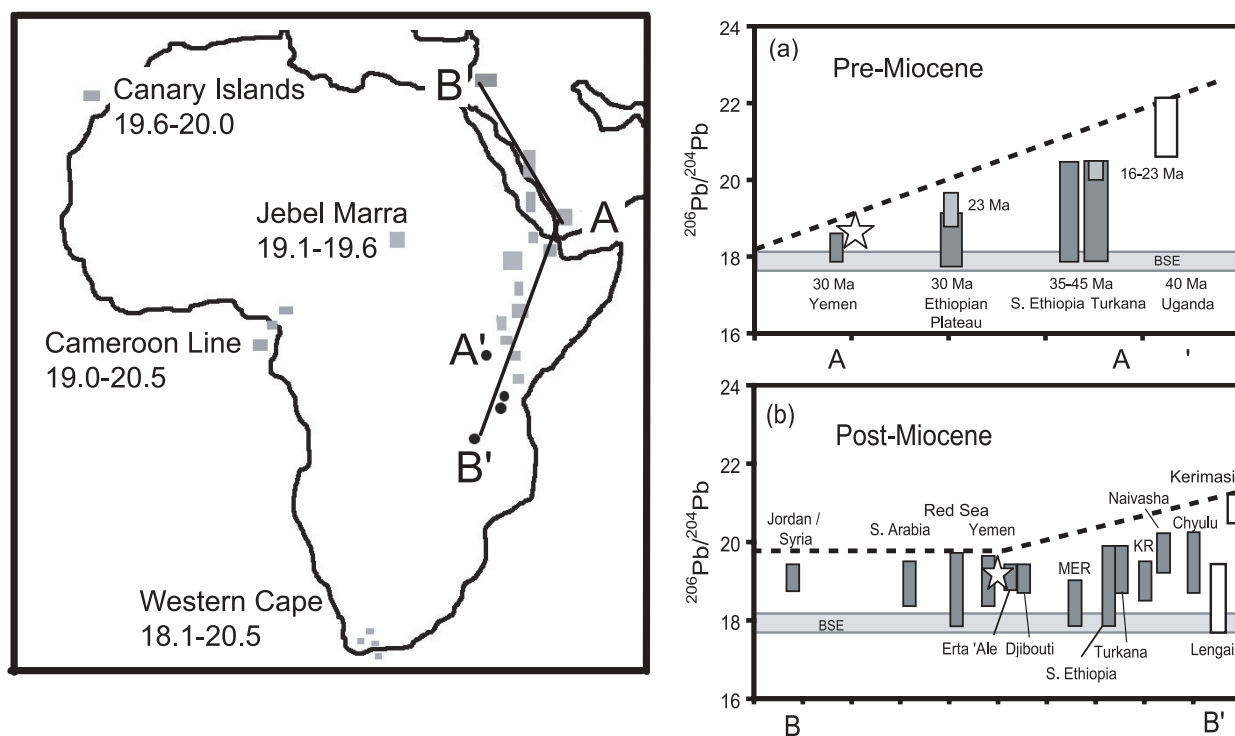 Canary Islands
19.6-20.0
B
Jebel Marra
19.1-19.6
A
Cameroon Line
19.0-20.5
A'
B'
Western Cape
18.1-20.5
(a)
Pre-Miocene
206Pb/204Pb
24
22
20
18
16
16-23 Ma
23 Ma
BSE
30 Ma
Yemen
30 Ma
Ethiopian
Plateau
35-45 Ma
S. Ethiopia Turkana
40 Ma
Uganda
A
A '
(b)
Post-Miocene
206Pb/204Pb
24
22
20
18
16
Kerimasi
Naivasha
Chyulu
Red Sea
Jordan /
Syria
S. Arabia
Yemen
KR
MER
BSE
Erta 'Ale
Djibouti
Turkana
S. Ethiopia
Lengai
B
B'